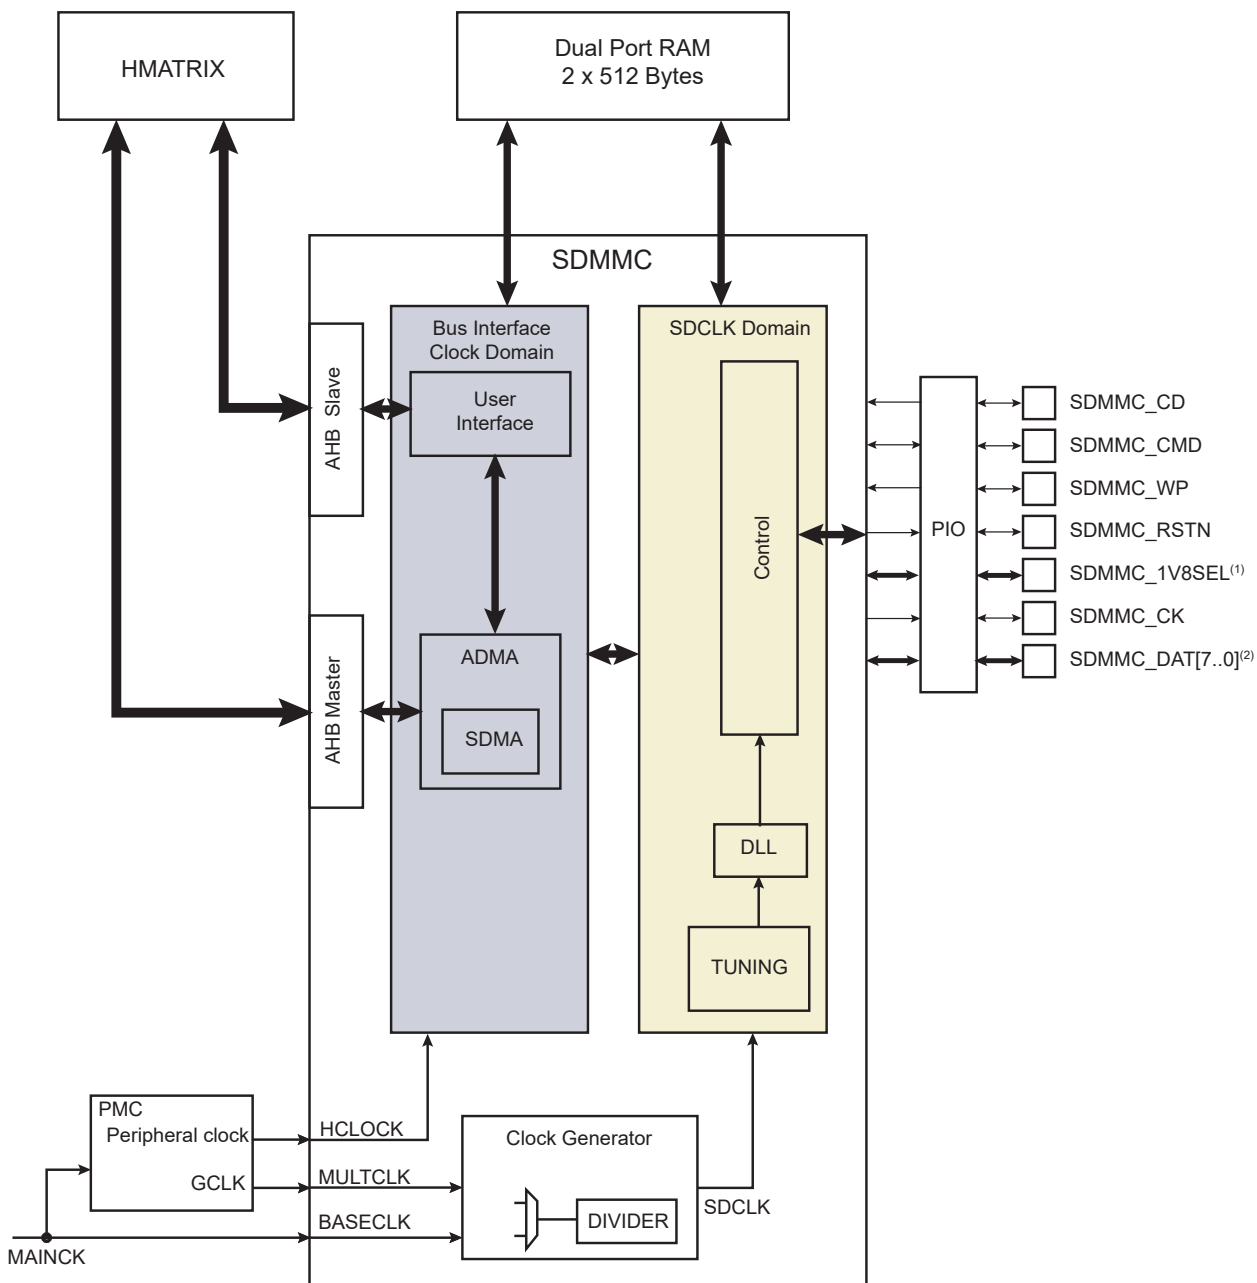 HMATRIX
Dual Port RAM
2 x 512 Bytes
SDMMC
AHB Slave
AHB Master
Bus Interface
Clock Domain
User
Interface
ADMA
SDMA
SDCLK Domain
Control
DLL
TUNING
PIO
SDMMC_CD
SDMMC_CMD
SDMMC_WP
SDMMC_RSTN
SDMMC_1V8SEL(1)
SDMMC_CK
SDMMC_DAT[7..0](2)
PMC
Peripheral clock
GCLK
HCLOCK
MULTCLK
BASECLK
MAINCK
Clock Generator
DIVIDER
SDCLK